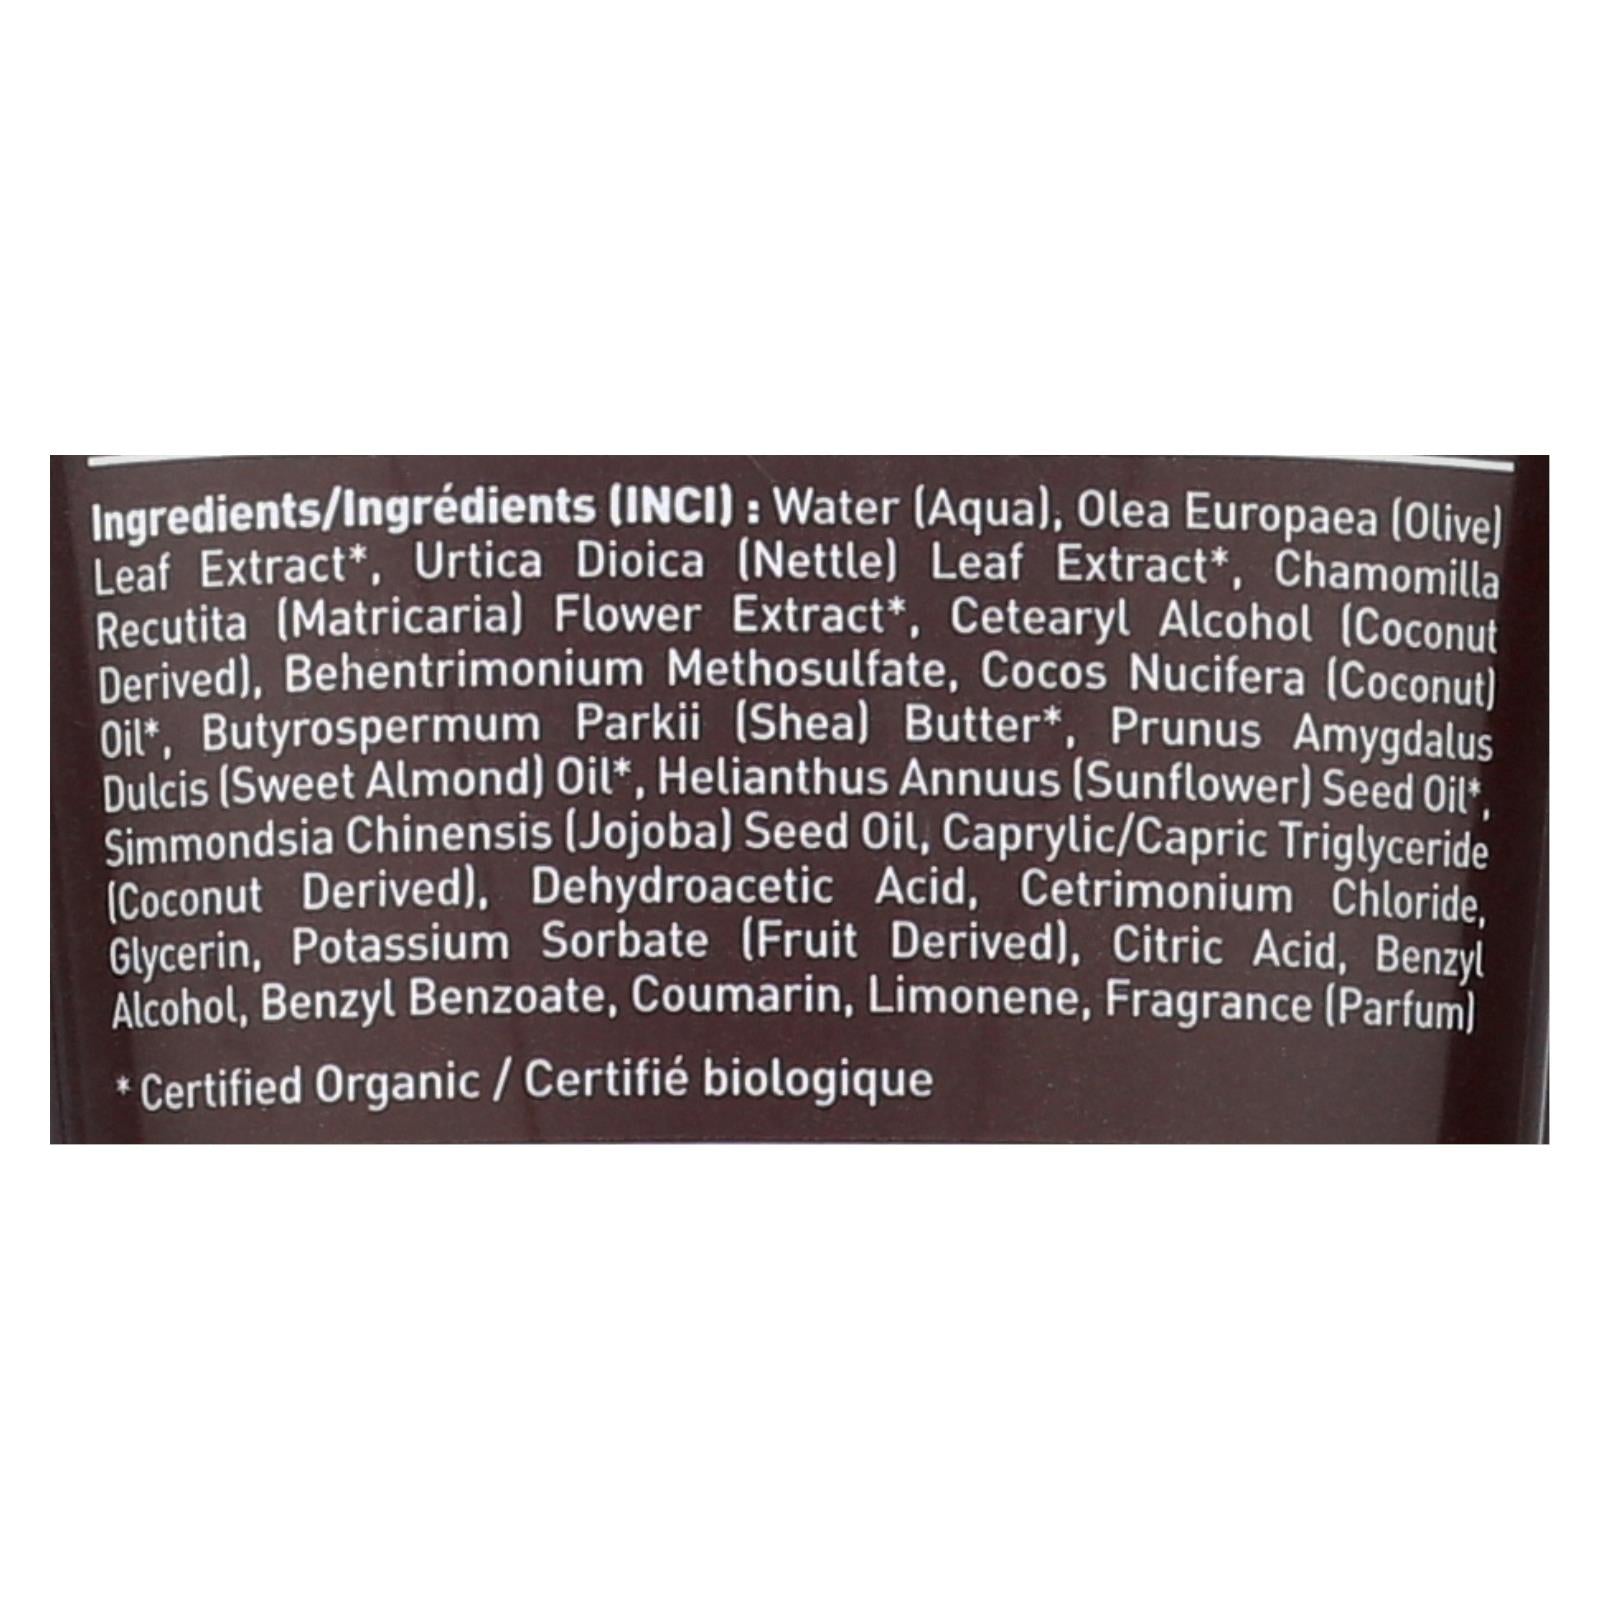 Ingredients/Ingrédients (INCI) : Water (Aqua), Olea Europaea (Olive)
Leaf Extract*, Urtica Dioica (Nettle) Leaf Extract*, Chamomilla
Recutita (Matricaria) Flower Extract*, Cetearyl Alcohol (Coconut
Derived), Behentrimonium Methosulfate, Cocos Nucifera (Coconut)
Oil*, Butyrospermum Parkii (Shea) Butter*, Prunus Amygdalus
Dulcis (Sweet Almond) Oil*, Helianthus Annuus (Sunflower) Seed Oil*,
Simmondsia Chinensis (Jojoba) Seed Oil, Caprylic/Capric Triglyceride
(Coconut Derived), Dehydroacetic Acid, Cetrimonium Chloride,
Glycerin, Potassium Sorbate (Fruit Derived), Citric Acid, Benzyl
Alcohol, Benzyl Benzoate, Coumarin, Limonene, Fragrance (Parfum)
* Certified Organic / Certifié biologique